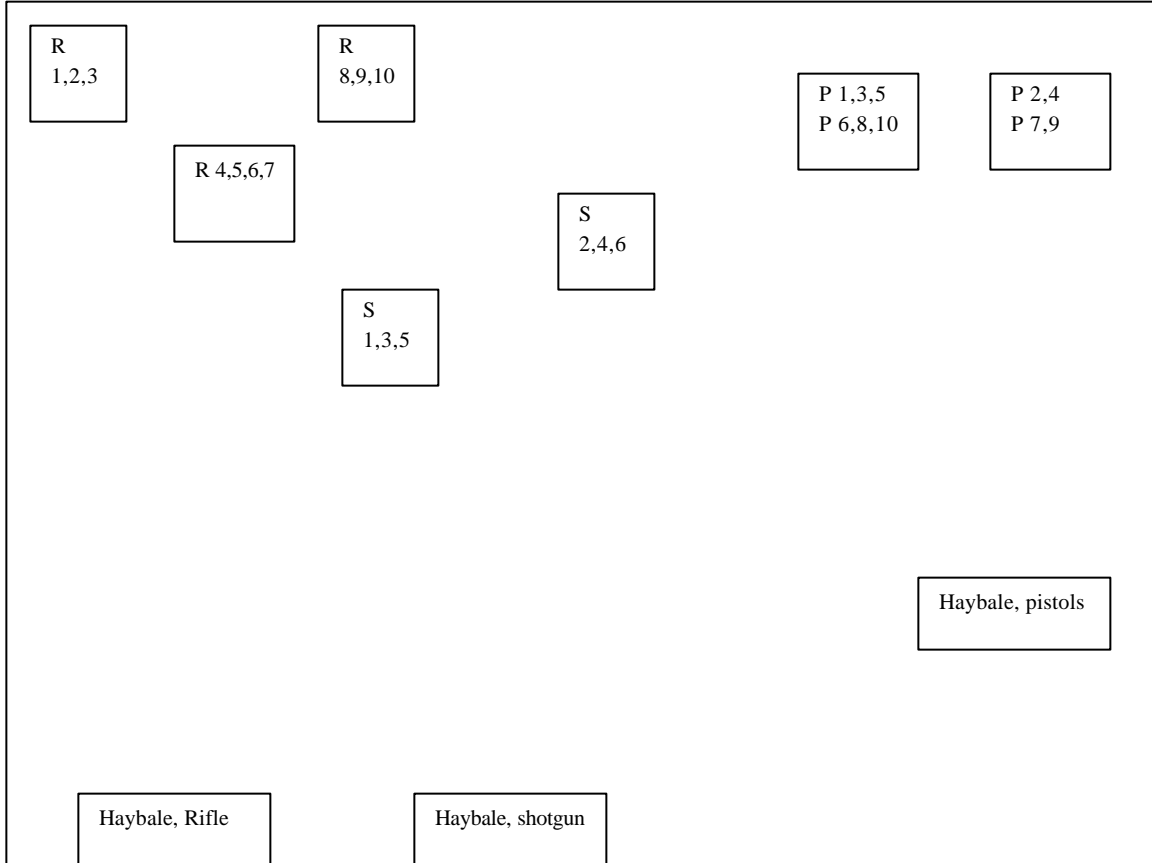 R
1,2,3
R
8,9,10
P 1,3,5
P 6,8,10
P 2,4
P 7,9
R 4,5,6,7
S
2,4,6
S
1,3,5
Haybale, pistols
Haybale, Rifle
Haybale, shotgun